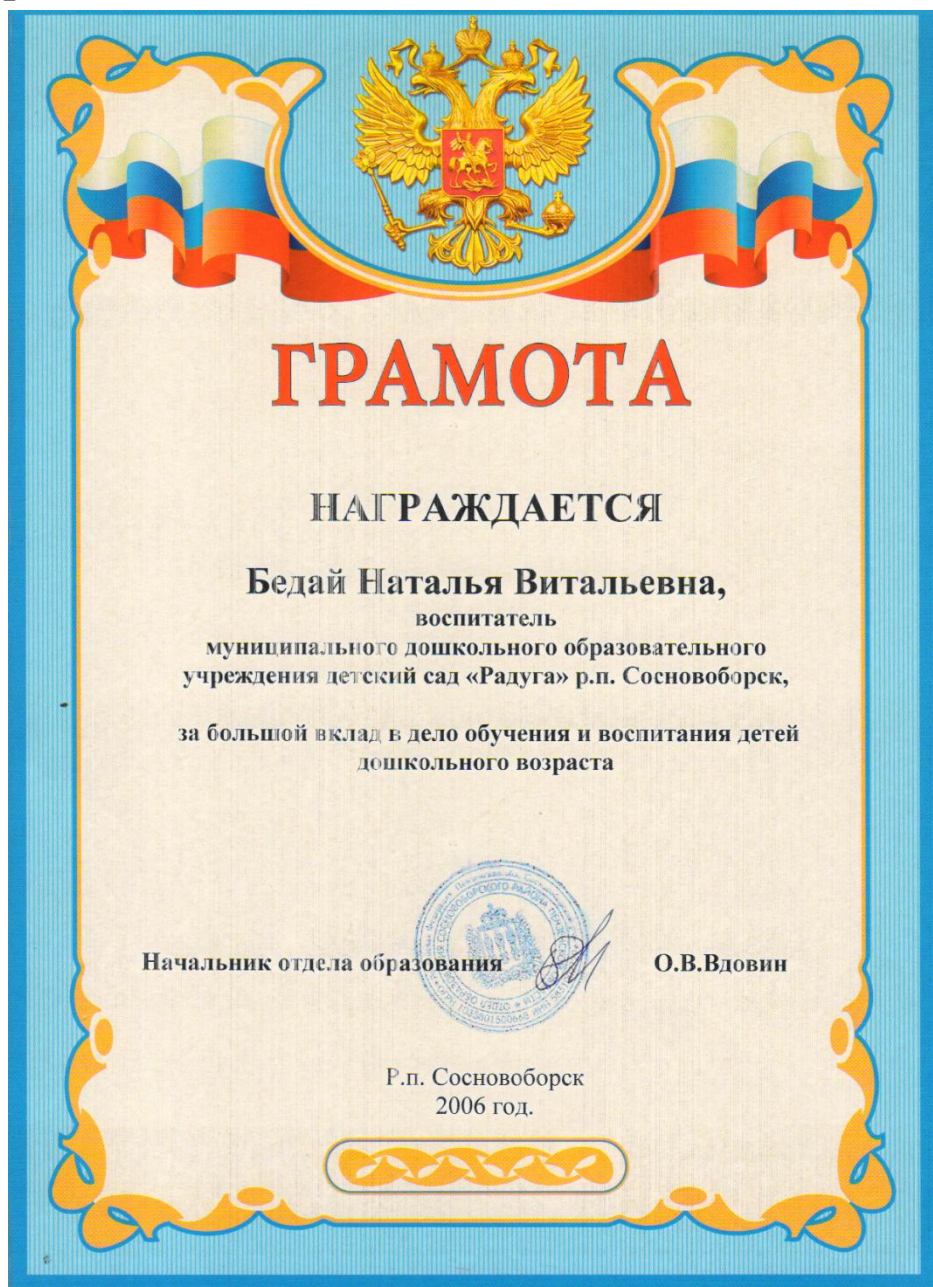 ГРАМОТА
НАГРАЖДАЕТСЯ
Бедай Наталья Витальевна,
воспитатель
муниципального дошкольного образовательного
учреждения детский сад «Радуга» р.п. Сосновоборск,
за большой вклад в дело обучения и воспитания детей
дошкольного возраста
Начальник отдела образования О.В.Вдовин
Р.п. Сосновоборск
2006 год.